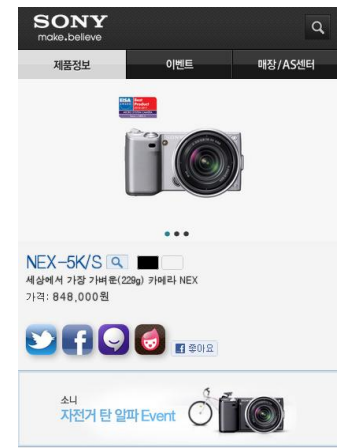 SONY
make.believe
제품정보
이벤트
매장/AS센터
NEX-5K/S
세상에서 가장 가벼운(229g) 카메라 NEX
가격: 848,000원
좋아요
소니
자전거 탄 알파 Event